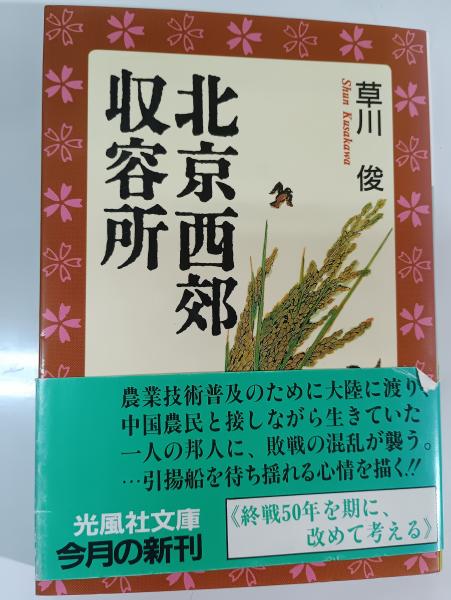 草川 俊
Shun Kusakawa
北京西郊
収容所
農業技術普及のために大陸に渡り、
中国農民と接しながら生きていた
一人の邦人に、敗戦の混乱が襲う。
…引揚船を待ち揺れる心情を描く!!
光風社文庫
今月の新刊
《終戦50年を期に、
改めて考える》